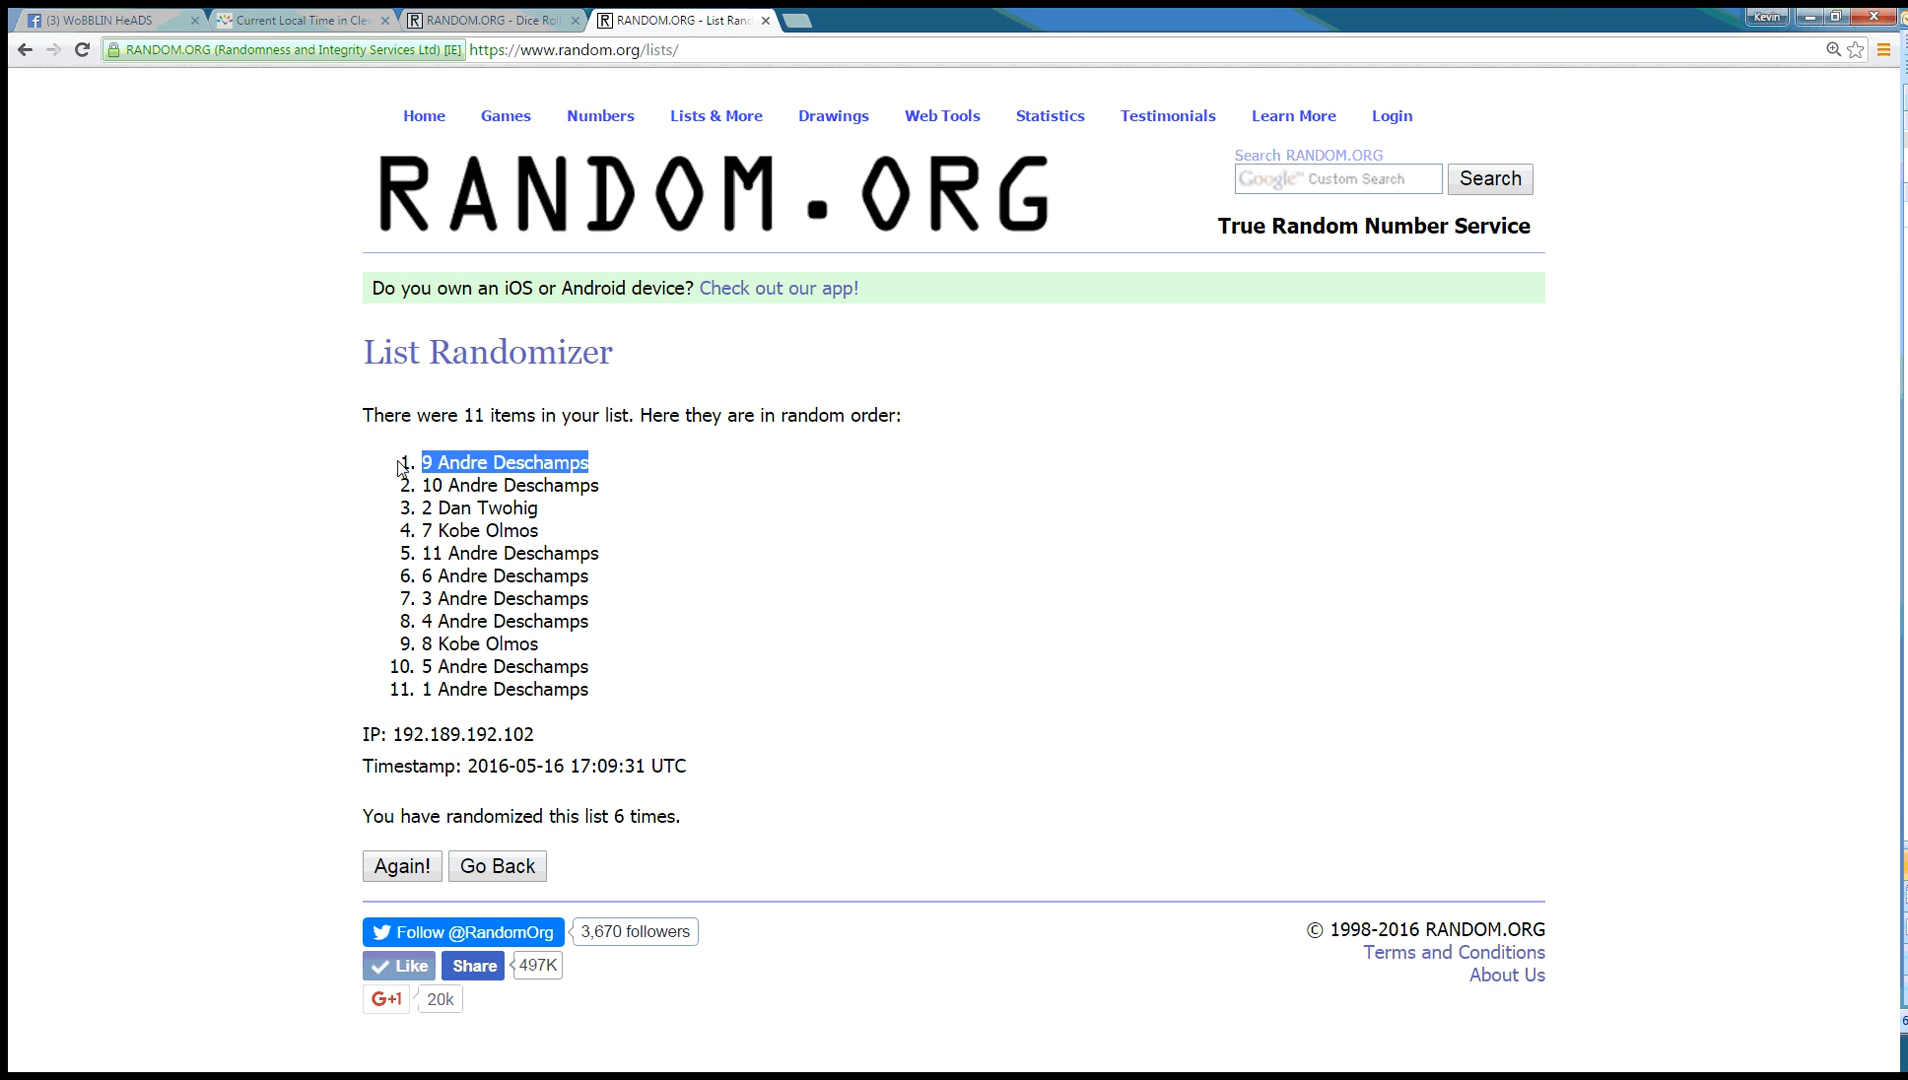 (3) WoBBLIN HeADS
Current Local Time in Clev
RANDOM.ORG - Dice Roll
RANDOM.ORG - List Rand
Kevin
RANDOM.ORG (Randomness and Integrity Services Ltd) [IE] https://www.random.org/lists/
Home Games Numbers Lists & More Drawings Web Tools Statistics Testimonials Learn More Login
RANDOM.ORG
Search RANDOM.ORG
Google™ Custom Search Search
True Random Number Service
Do you own an iOS or Android device? Check out our app!
List Randomizer
There were 11 items in your list. Here they are in random order:
1. 9 Andre Deschamps
2. 10 Andre Deschamps
3. 2 Dan Twohig
4. 7 Kobe Olmos
5. 11 Andre Deschamps
6. 6 Andre Deschamps
7. 3 Andre Deschamps
8. 4 Andre Deschamps
9. 8 Kobe Olmos
10. 5 Andre Deschamps
11. 1 Andre Deschamps
IP: 192.189.192.102
Timestamp: 2016-05-16 17:09:31 UTC
You have randomized this list 6 times.
Again! Go Back
Follow @RandomOrg 3,670 followers
Like Share 497K
G+1 20k
© 1998-2016 RANDOM.ORG
Terms and Conditions
About Us